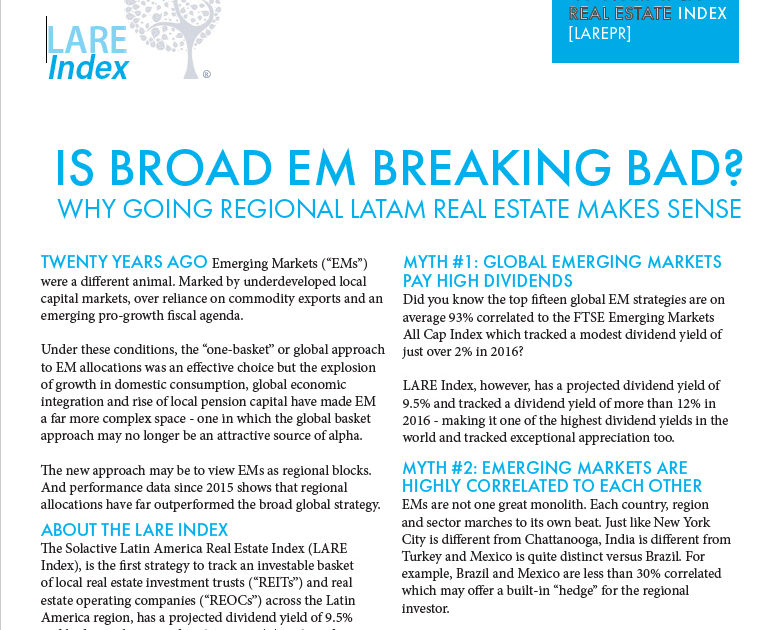 LARE
Index
®
REAL ESTATE INDEX
[LAREPR]
IS BROAD EM BREAKING BAD?
WHY GOING REGIONAL LATAM REAL ESTATE MAKES SENSE
TWENTY YEARS AGO Emerging Markets (“EMs”)
were a different animal. Marked by underdeveloped local
capital markets, over reliance on commodity exports and an
emerging pro-growth fiscal agenda.
Under these conditions, the “one-basket” or global approach
to EM allocations was an effective choice but the explosion
of growth in domestic consumption, global economic
integration and rise of local pension capital have made EM
a far more complex space - one in which the global basket
approach may no longer be an attractive source of alpha.
The new approach may be to view EMs as regional blocks.
And performance data since 2015 shows that regional
allocations have far outperformed the broad global strategy.
ABOUT THE LARE INDEX
The Solactive Latin America Real Estate Index (LARE
Index), is the first strategy to track an investable basket
of local real estate investment trusts (“REITs”) and real
estate operating companies (“REOCs”) across the Latin
America region, has a projected dividend yield of 9.5%
MYTH #1: GLOBAL EMERGING MARKETS
PAY HIGH DIVIDENDS
Did you know the top fifteen global EM strategies are on
average 93% correlated to the FTSE Emerging Markets
All Cap Index which tracked a modest dividend yield of
just over 2% in 2016?
LARE Index, however, has a projected dividend yield of
9.5% and tracked a dividend yield of more than 12% in
2016 - making it one of the highest dividend yields in the
world and tracked exceptional appreciation too.
MYTH #2: EMERGING MARKETS ARE
HIGHLY CORRELATED TO EACH OTHER
EMs are not one great monolith. Each country, region
and sector marches to its own beat. Just like New York
City is different from Chattanooga, India is different from
Turkey and Mexico is quite distinct versus Brazil. For
example, Brazil and Mexico are less than 30% correlated
which may offer a built-in “hedge” for the regional
investor.